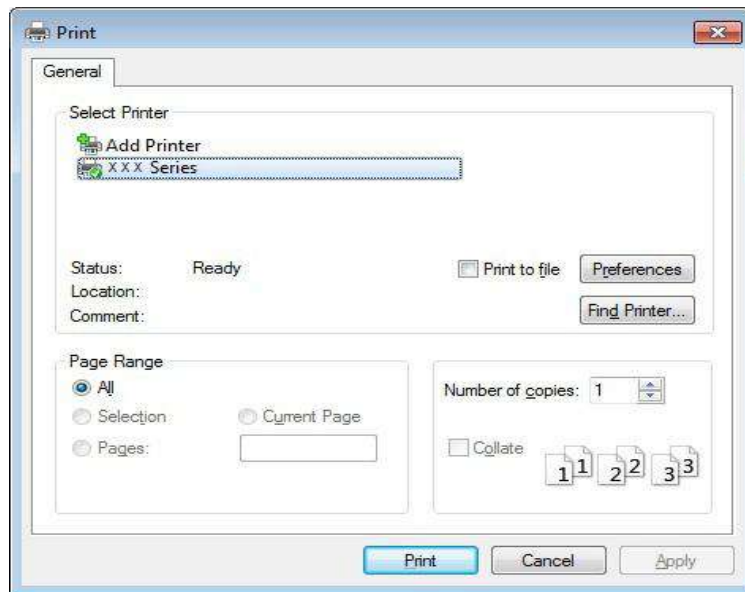 Print
General
Select Printer
Add Printer
XXX Series
Status: Ready
Location:
Comment:
Print to file
Preferences
Find Printer...
Page Range
All
Selection
Current Page
Pages:
Number of copies: 1
Collate
1 1 2 2 3 3
Print Cancel Apply